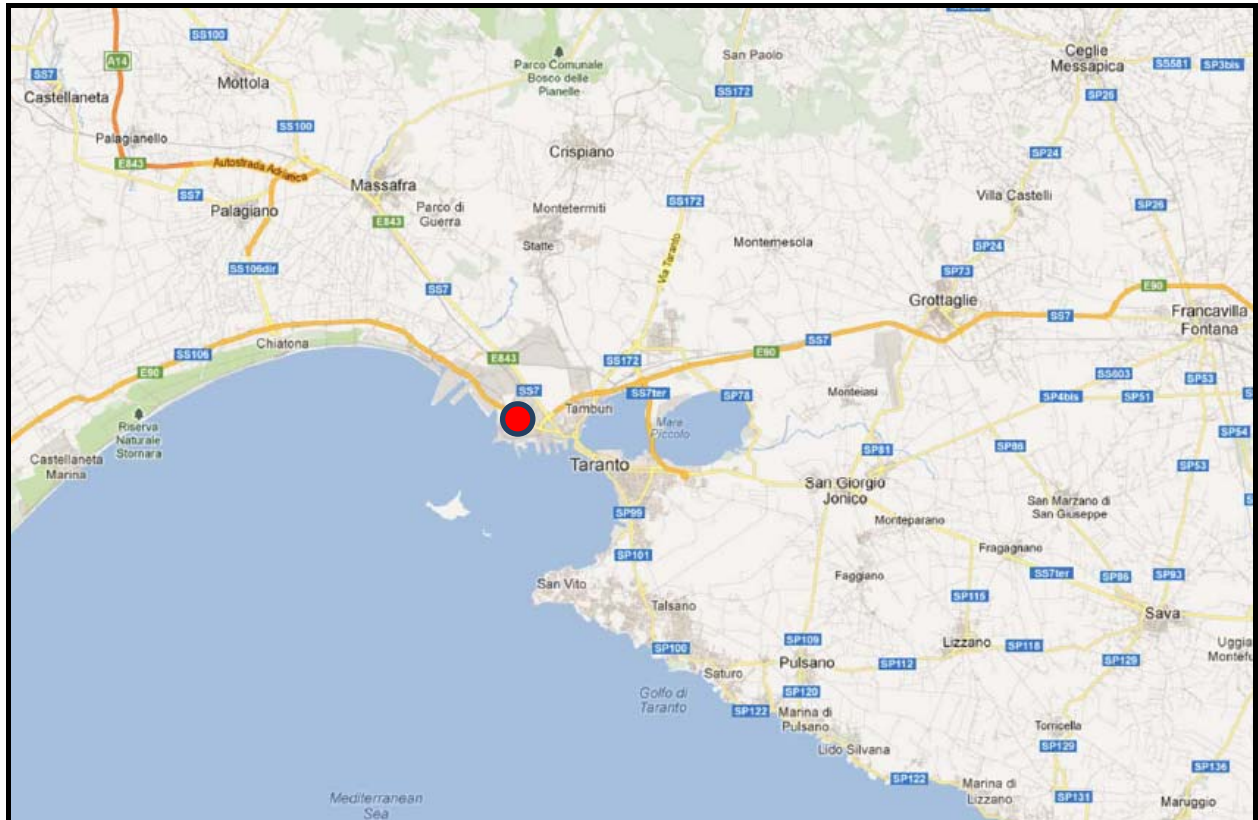 SS100
Ceglie
Messapica
SS581
SP3bis
A14
San Paolo
Parco Comunale
Bosco delle
Pianelle
SS7
Mottola
SS172
SP26
Castellaneta
SS100
Palagianello
Crispiano
SP24
E843
Autostrada Adriatica
SS7
Massafra
Villa Castelli
SS172
SP26
Palagiano
Parco di
Guerra
Montetermiti
E843
Statte
Via Taranto
Montemesola
SP24
SS106dir
SP73
SS7
E90
Grottaglie
Francavilla
Fontana
SS7
SS7
Chiatona
SS106
E843
SS172
E90
E90
SS603
SP53
SS7
SS7ter
SP78
Monteiasi
SP4bis
SP51
Tamburi
Mare
Piccolo
Riserva
Naturale
Stornara
SP54
SP86
SP81
Castellaneta
Marina
Taranto
SP53
San Giorgio
Jonico
San Marzano di
San Giuseppe
SP99
Monteparano
Fragagnano
SP101
Faggiano
SS7ter
SP86
SP93
San Vito
SP115
Talsano
Sava
SP109
Lizzano
SP118
SP100
Pulsano
SP112
SP129
Uggia
Montefu
Saturo
Golfo di
Taranto
SP120
SP122
Marina di
Pulsano
Torricella
Lido Silvana
SP129
SP136
SP122
Marina di
Lizzano
SP131
Maruggio
Mediterranean
Sea